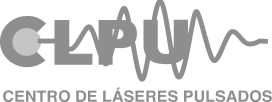 CLPU
CENTRO DE LÁSERES PULSADOS